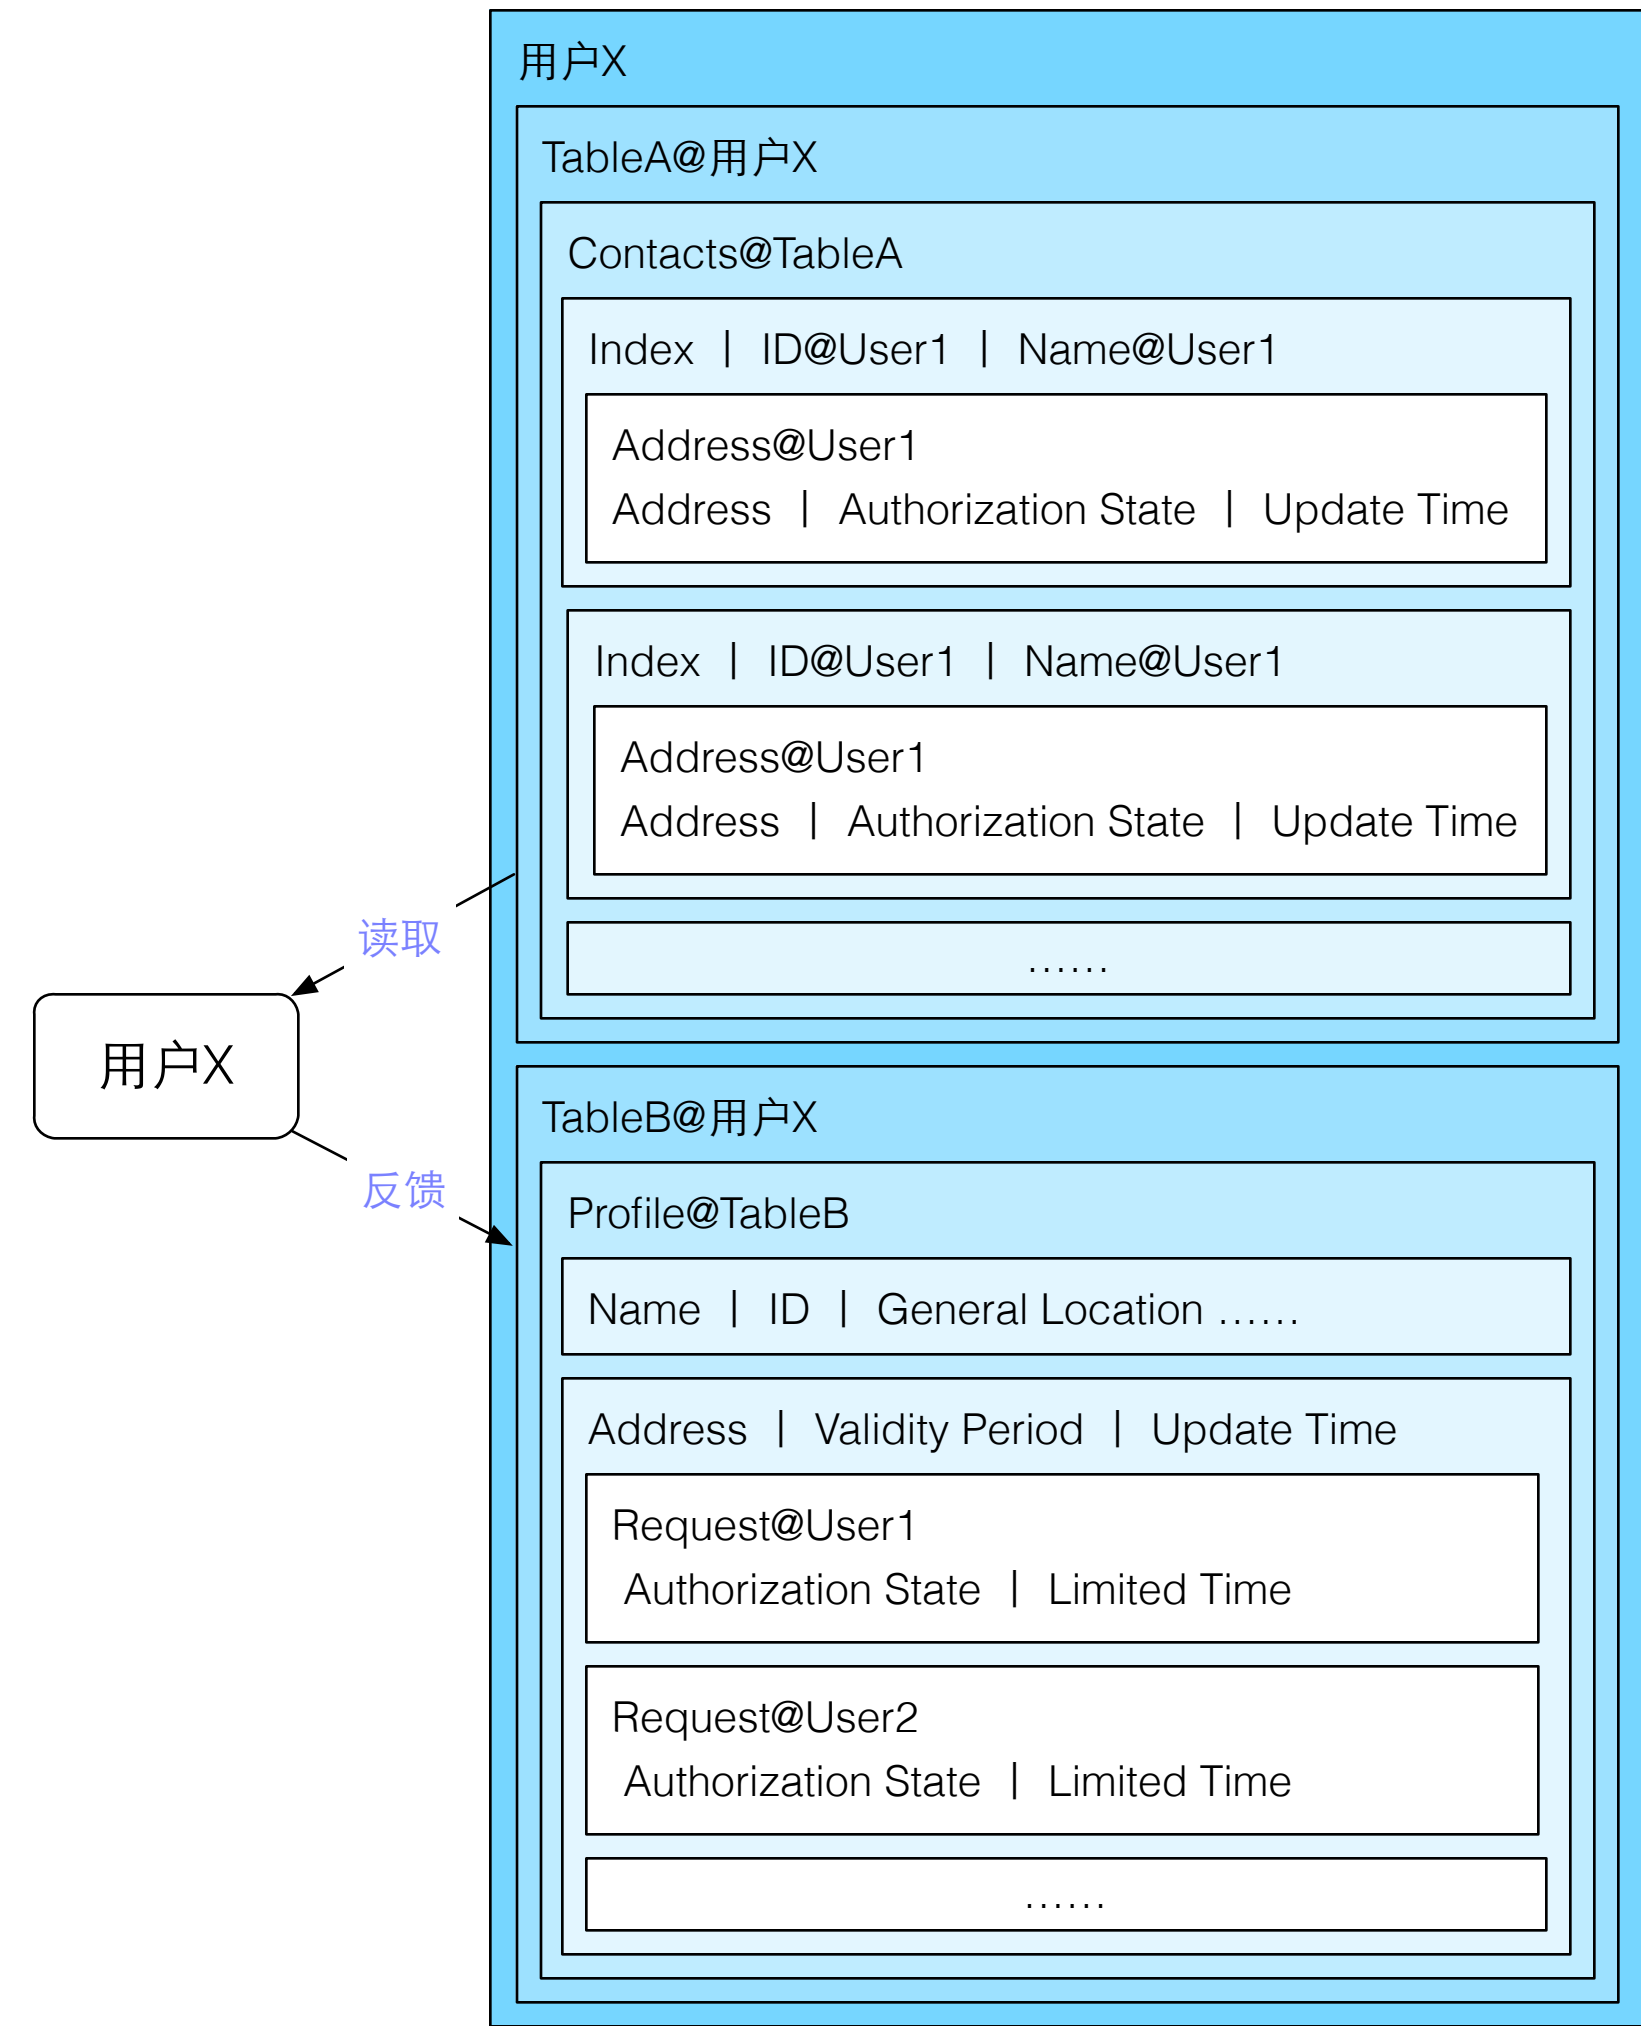 用户X
TableA@用户X
Contacts@TableA
Index | ID@User1 | Name@User1
Address@User1
Address | Authorization State | Update Time
Index | ID@User1 | Name@User1
Address@User1
Address | Authorization State | Update Time
……
读取
用户X
反馈
TableB@用户X
Profile@TableB
Name | ID | General Location ……
Address | Validity Period | Update Time
Request@User1
Authorization State | Limited Time
Request@User2
Authorization State | Limited Time
……